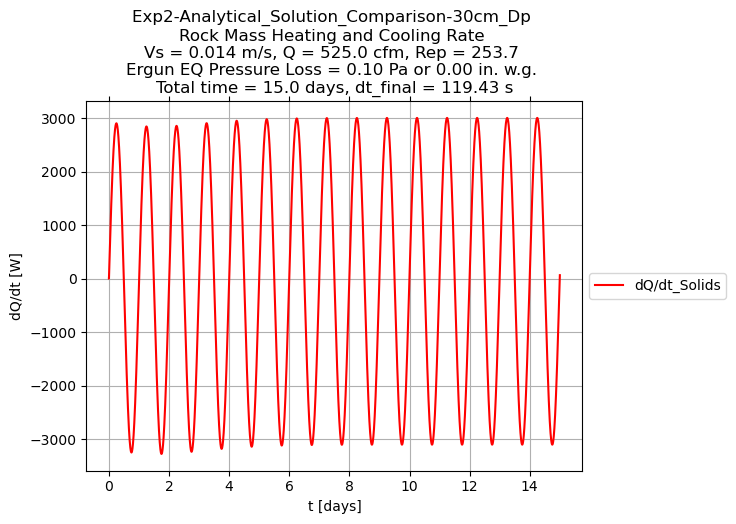 Exp2-Analytical_Solution_Comparison-30cm_Dp
Rock Mass Heating and Cooling Rate
Vs = 0.014 m/s, Q = 525.0 cfm, Rep = 253.7
Ergun EQ Pressure Loss = 0.10 Pa or 0.00 in. w.g.
Total time = 15.0 days, dt_final = 119.43 s
3000
2000
1000
0
−1000
−2000
−3000
dQ/dt [W]
dQ/dt_Solids
0 2 4 6 8 10 12 14
t [days]